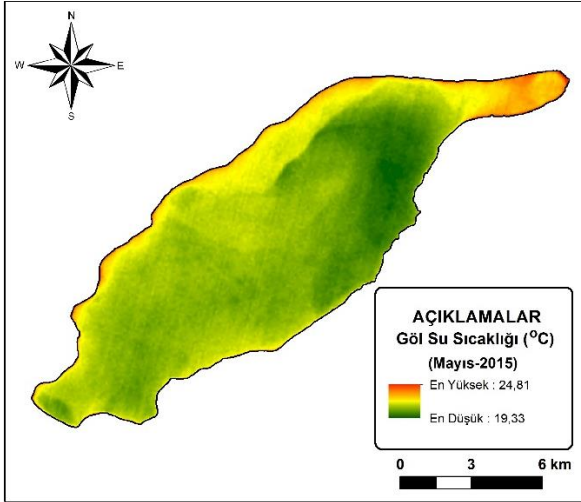 N
W E
S
AÇIKLAMALAR
Göl Su Sıcaklığı (°C)
(Mayıs-2015)
En Yüksek : 24,81
En Düşük : 19,33
0 3 6 km